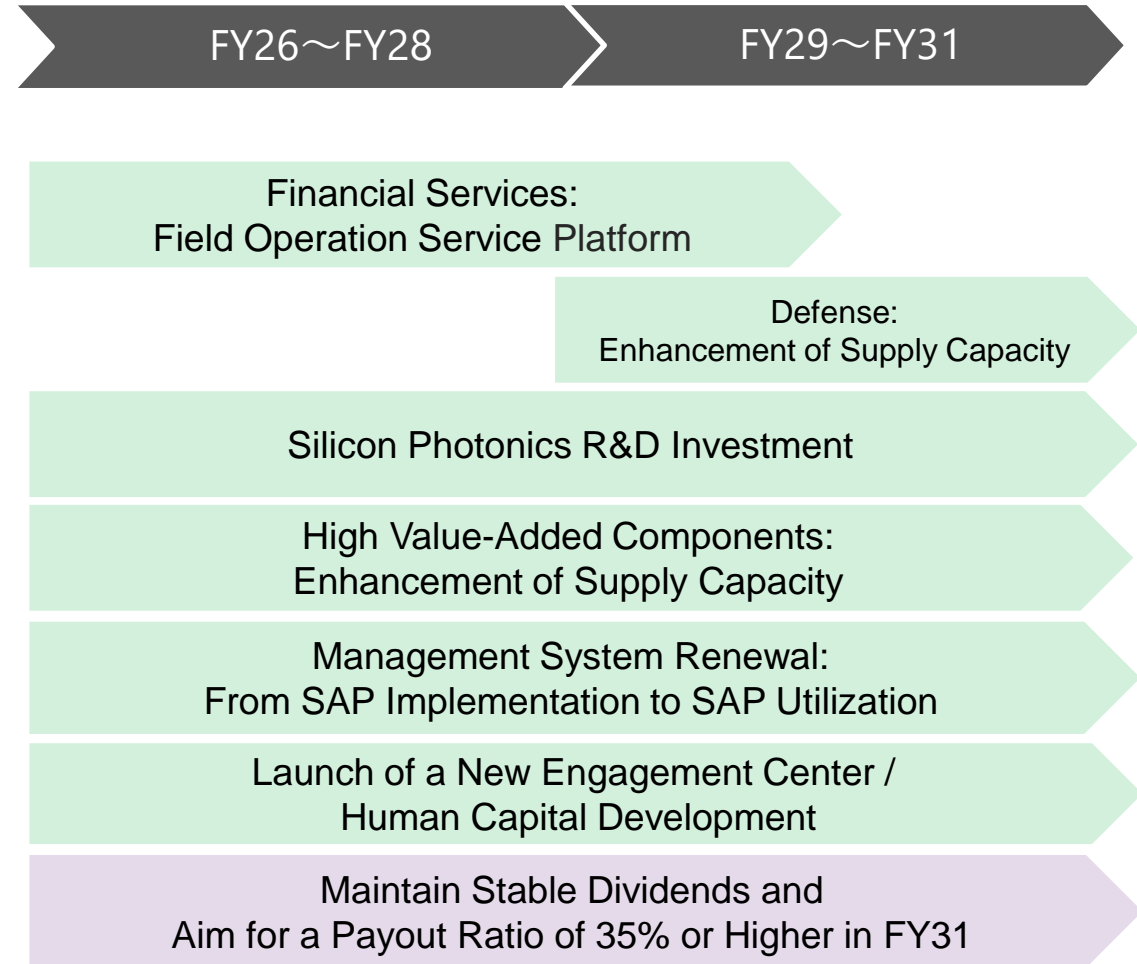 FY26～FY28
FY29～FY31
Financial Services:
Field Operation Service Platform
Defense:
Enhancement of Supply Capacity
Silicon Photonics R&D Investment
High Value-Added Components:
Enhancement of Supply Capacity
Management System Renewal:
From SAP Implementation to SAP Utilization
Launch of a New Engagement Center /
Human Capital Development
Maintain Stable Dividends and
Aim for a Payout Ratio of 35% or Higher in FY31